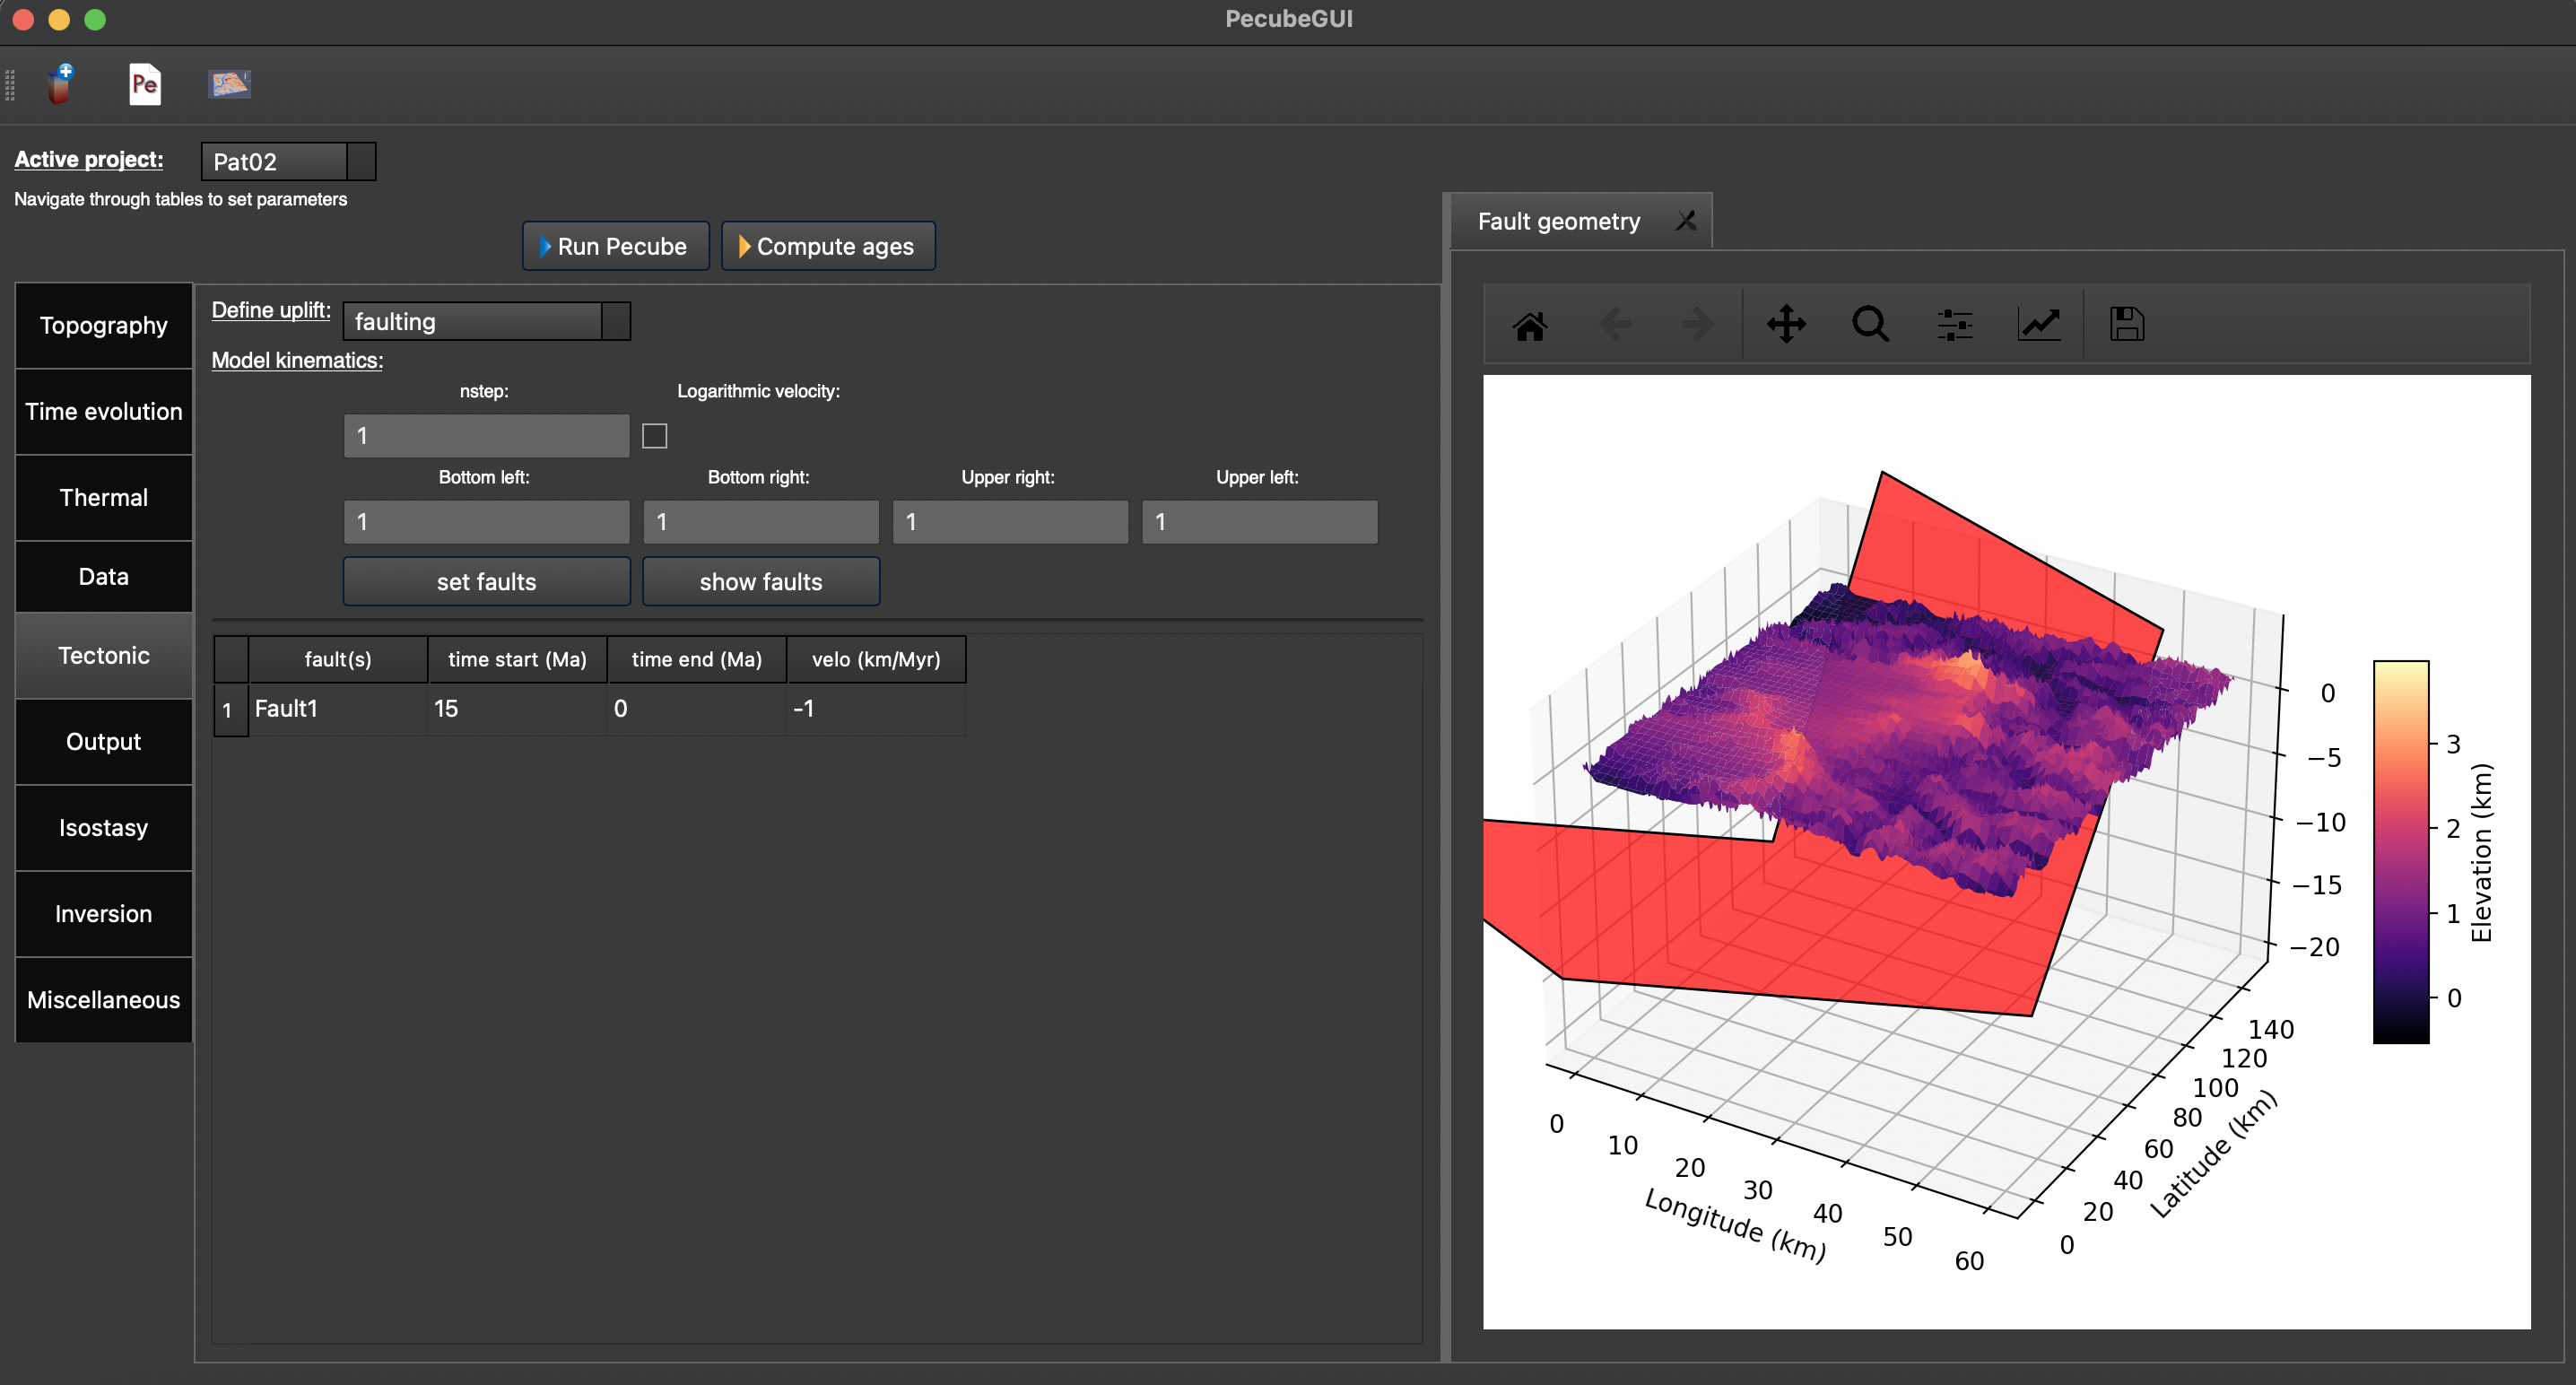 PecubeGUI
Pe
Active project:
Pat02
Navigate through tables to set parameters
Run Pecube
Compute ages
Topography
Time evolution
Thermal
Data
Tectonic
Output
Isostasy
Inversion
Miscellaneous
Define uplift:
faulting
Model kinematics:
nstep:
Logarithmic velocity:
1
Bottom left:
Bottom right:
Upper right:
Upper left:
1
1
1
1
set faults
show faults
fault(s)
time start (Ma)
time end (Ma)
velo (km/Myr)
1
Fault1
15
0
-1
Fault geometry
0
−5
−10
−15
−20
140
120
100
80
60
40
20
0
Latitude (km)
0
10
20
30
40
50
60
Longitude (km)
3
2
1
0
Elevation (km)